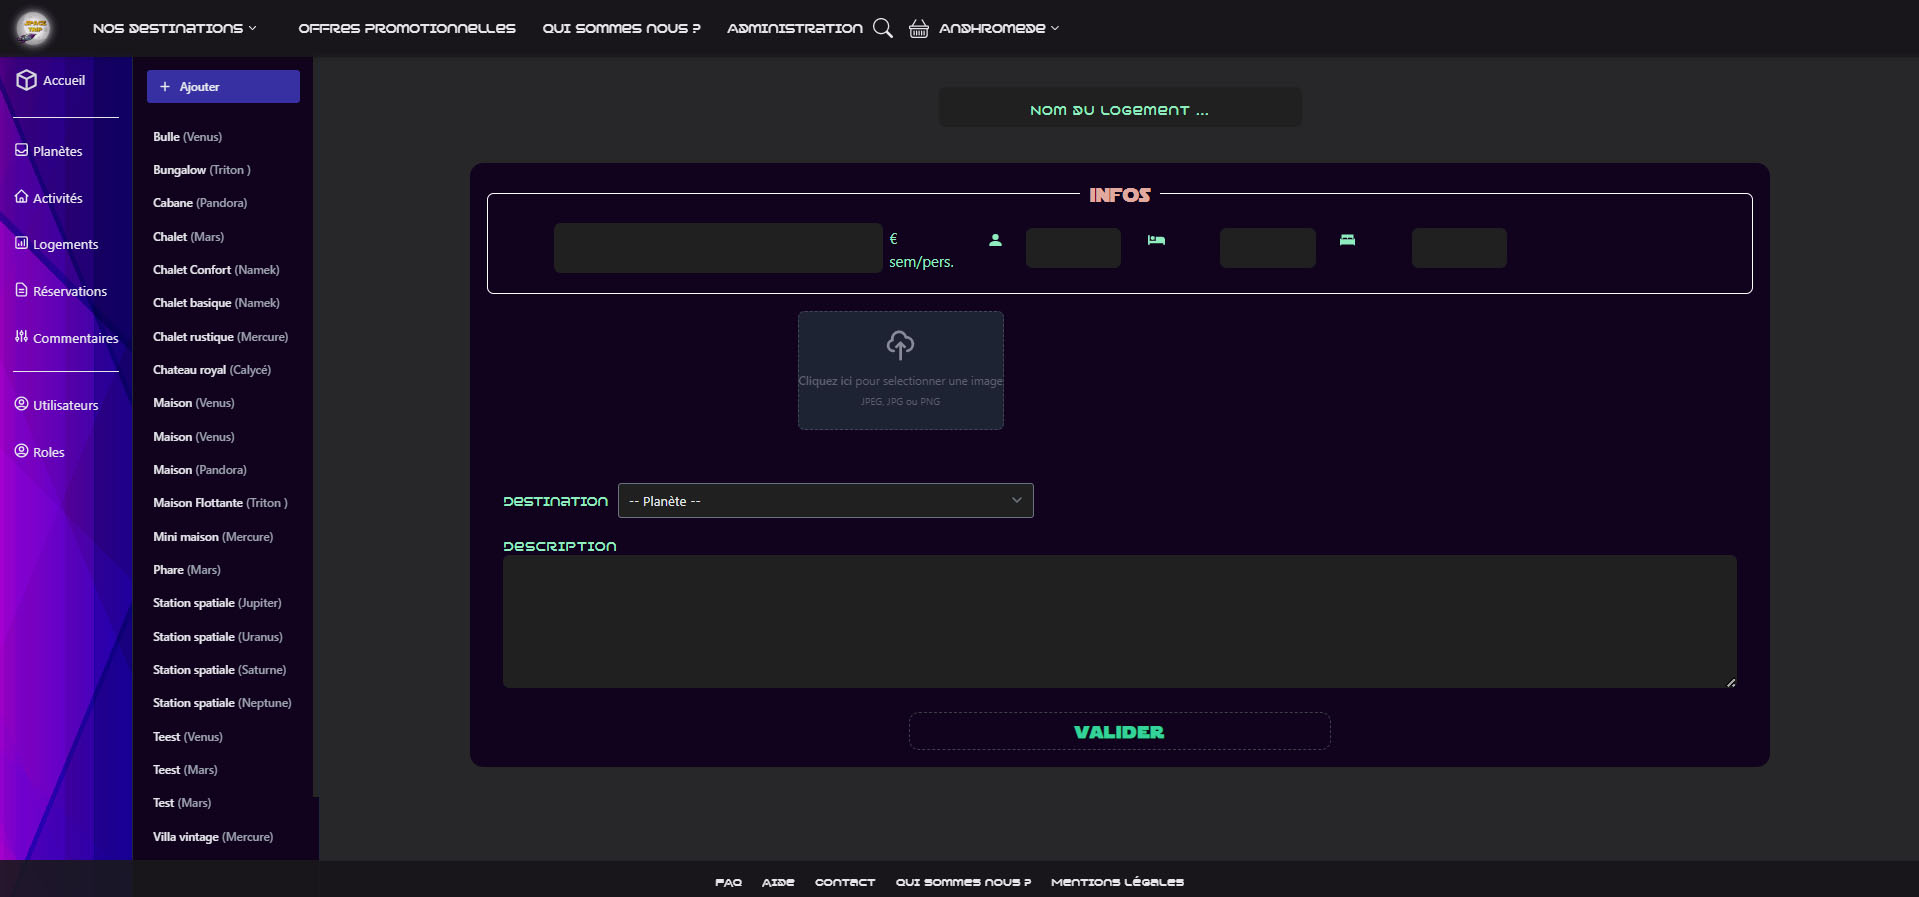 SPACE TRIP
NOS DESTINATIONS
OFFRES PROMOTIONNELLES
QUI SOMMES NOUS ?
ADMINISTRATION
ANDHROMEDE
Accueil
Planètes
Activités
Logements
Réservations
Commentaires
Utilisateurs
Roles
+ Ajouter
Bulle (Venus)
Bungalow (Triton )
Cabane (Pandora)
Chalet (Mars)
Chalet Confort (Namek)
Chalet basique (Namek)
Chalet rustique (Mercure)
Chateau royal (Calycé)
Maison (Venus)
Maison (Venus)
Maison (Pandora)
Maison Flottante (Triton )
Mini maison (Mercure)
Phare (Mars)
Station spatiale (Jupiter)
Station spatiale (Uranus)
Station spatiale (Saturne)
Station spatiale (Neptune)
Teest (Venus)
Teest (Mars)
Test (Mars)
Villa vintage (Mercure)
NOM DU LOGEMENT ...
INFOS
€
sem/pers.
Cliquez ici pour selectionner une image
JPEG, JPG ou PNG
DESTINATION
-- Planète --
DESCRIPTION
VALIDER
FAQ
AIDE
CONTACT
QUI SOMMES NOUS ?
MENTIONS LÉGALES